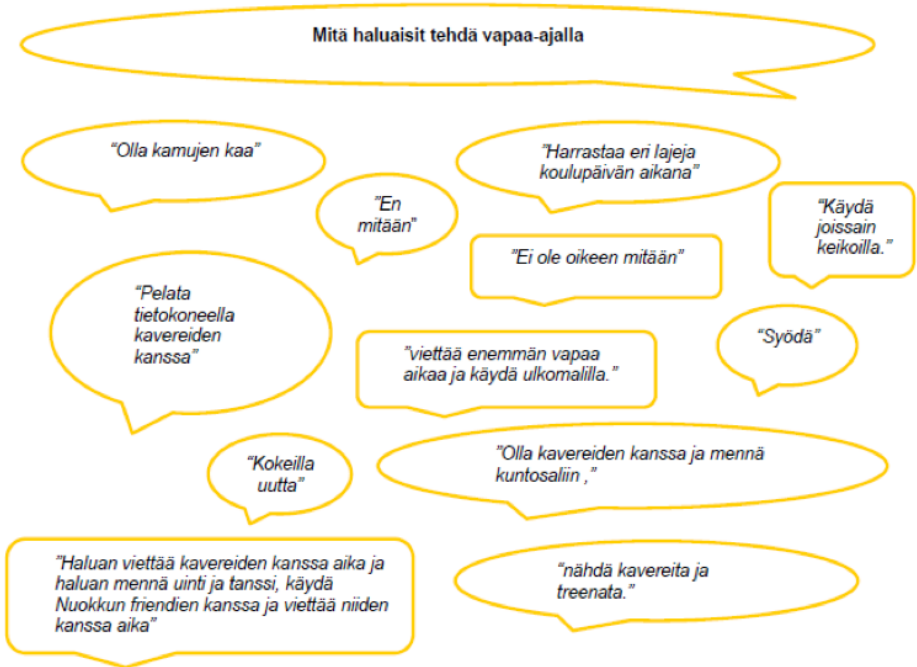 Mitä haluaisit tehdä vapaa-ajalla
“Olla kamujen kaa”
”Harrastaa eri lajeja
koulupäivän aikana”
”En
mitään”
“Käydä
joissain
keikoilla.”
”Ei ole oikeen mitään”
“Pelata
tietokoneella
kavereiden
kanssa”
“Syödä”
”viettää enemmän vapaa
aikaa ja käydä ulkomalilla.”
“Kokeilla
uutta”
”Olla kavereiden kanssa ja mennä
kuntosaliin ,”
”Haluan viettää kavereiden kanssa aika ja
haluan mennä uinti ja tanssi, käydä
Nuokkun friendien kanssa ja viettää niiden
kanssa aika”
“nähdä kavereita ja
treenata.”